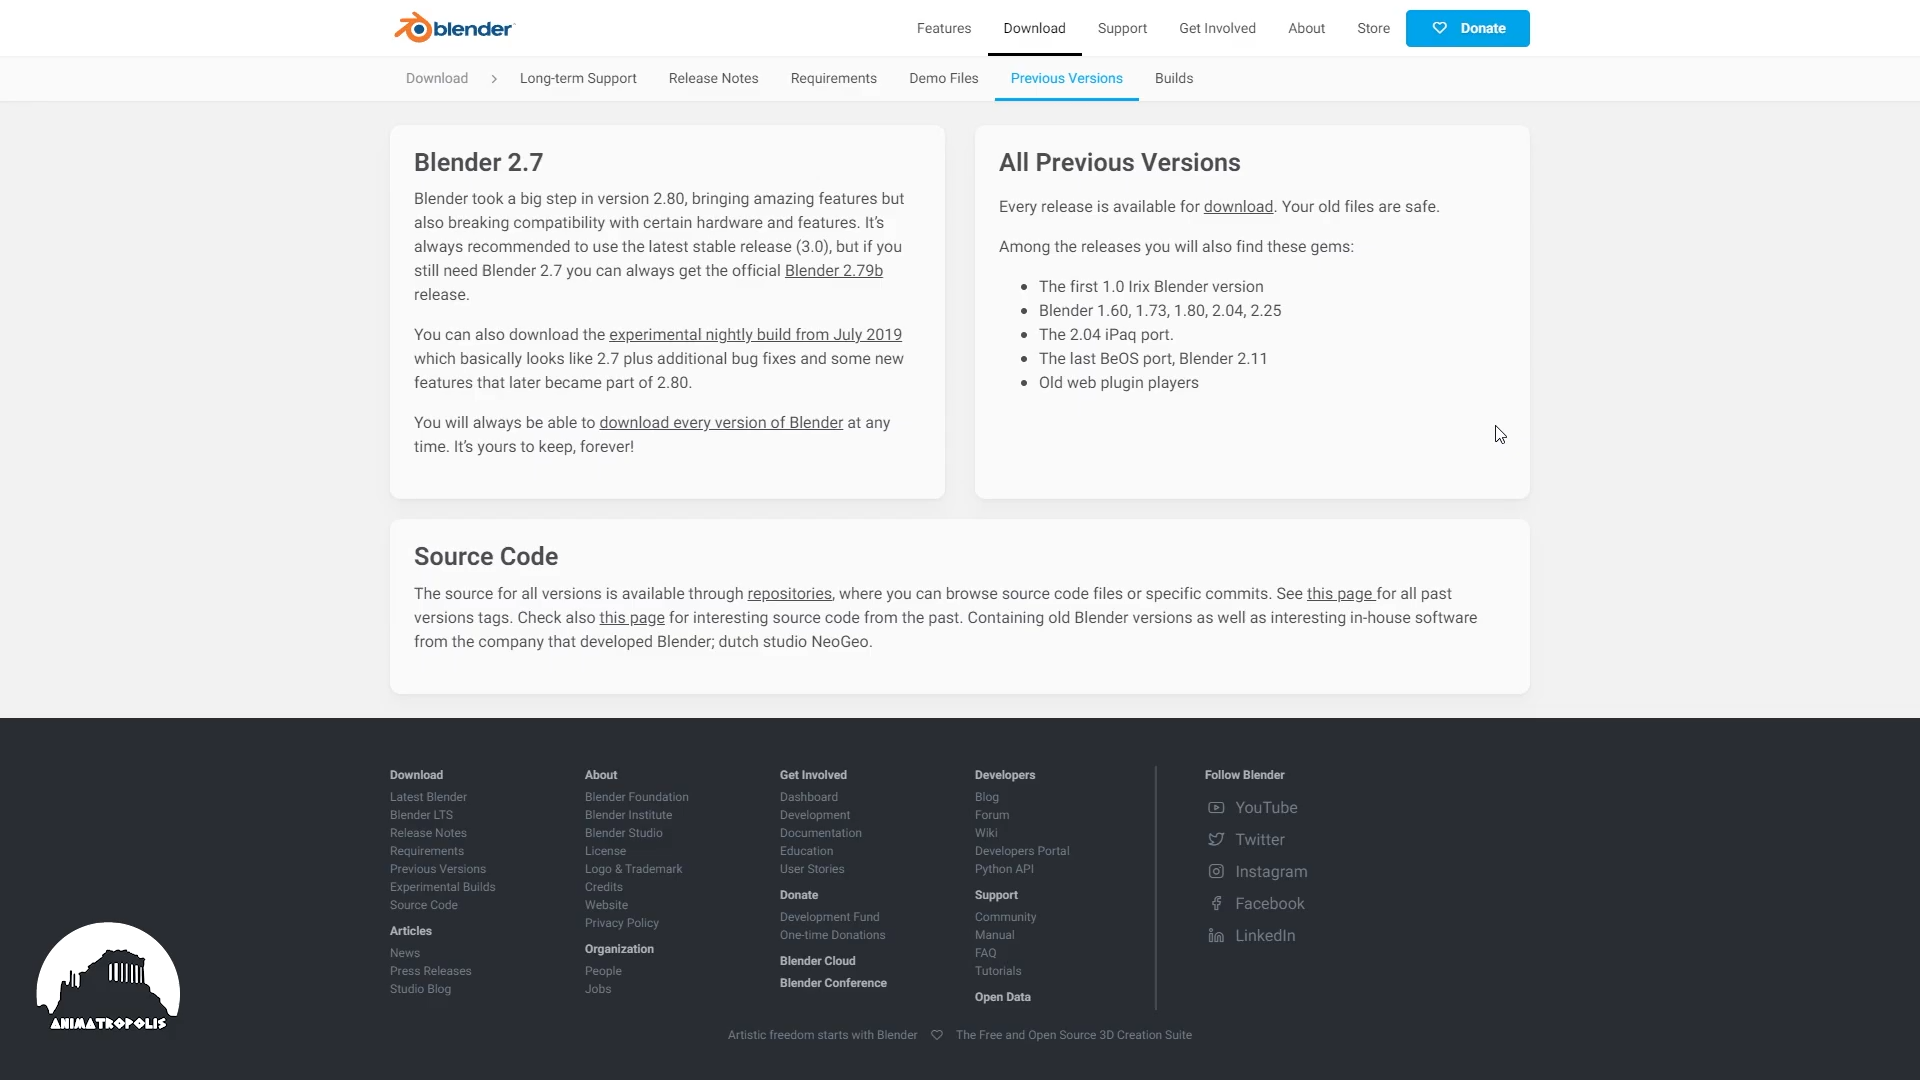 blender
Features
Download
Support
Get Involved
About
Store
Donate
Download
Long-term Support
Release Notes
Requirements
Demo Files
Previous Versions
Builds
Blender 2.7
Blender took a big step in version 2.80, bringing amazing features but
also breaking compatibility with certain hardware and features. It’s
always recommended to use the latest stable release (3.0), but if you
still need Blender 2.7 you can always get the official Blender 2.79b
release.
You can also download the experimental nightly build from July 2019
which basically looks like 2.7 plus additional bug fixes and some new
features that later became part of 2.80.
You will always be able to download every version of Blender at any
time. It’s yours to keep, forever!
All Previous Versions
Every release is available for download. Your old files are safe.
Among the releases you will also find these gems:
The first 1.0 Irix Blender version
Blender 1.60, 1.73, 1.80, 2.04, 2.25
The 2.04 iPaq port.
The last BeOS port, Blender 2.11
Old web plugin players
Source Code
The source for all versions is available through repositories, where you can browse source code files or specific commits. See this page for all past
versions tags. Check also this page for interesting source code from the past. Containing old Blender versions as well as interesting in-house software
from the company that developed Blender; dutch studio NeoGeo.
Download
Latest Blender
Blender LTS
Release Notes
Requirements
Previous Versions
Experimental Builds
Source Code
Articles
News
Press Releases
Studio Blog
About
Blender Foundation
Blender Institute
Blender Studio
License
Logo & Trademark
Credits
Website
Privacy Policy
Organization
People
Jobs
Get Involved
Dashboard
Development
Documentation
Education
User Stories
Donate
Development Fund
One-time Donations
Blender Cloud
Blender Conference
Developers
Blog
Forum
Wiki
Developers Portal
Python API
Support
Community
Manual
FAQ
Tutorials
Open Data
Follow Blender
YouTube
Twitter
Instagram
Facebook
LinkedIn
ANIMATROPOLIS
Artistic freedom starts with Blender
The Free and Open Source 3D Creation Suite